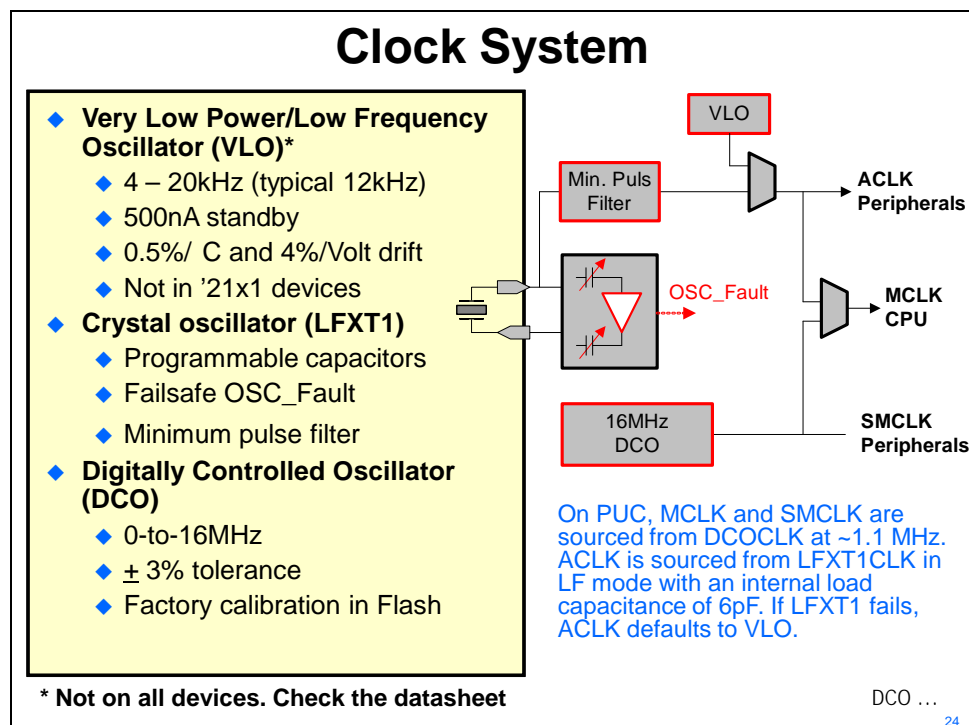 Clock System
◆ Very Low Power/Low Frequency
Oscillator (VLO)*
◆ 4 – 20kHz (typical 12kHz)
◆ 500nA standby
◆ 0.5%/ C and 4%/Volt drift
◆ Not in '21x1 devices
◆ Crystal oscillator (LFXT1)
◆ Programmable capacitors
◆ Failsafe OSC_Fault
◆ Minimum pulse filter
◆ Digitally Controlled Oscillator
(DCO)
◆ 0-to-16MHz
◆ + 3% tolerance
◆ Factory calibration in Flash
VLO
Min. Puls
Filter
ACLK
Peripherals
OSC_Fault
MCLK
CPU
16MHz
DCO
SMCLK
Peripherals
On PUC, MCLK and SMCLK are
sourced from DCOCLK at ~1.1 MHz.
ACLK is sourced from LFXT1CLK in
LF mode with an internal load
capacitance of 6pF. If LFXT1 fails,
ACLK defaults to VLO.
* Not on all devices. Check the datasheet
DCO …
24